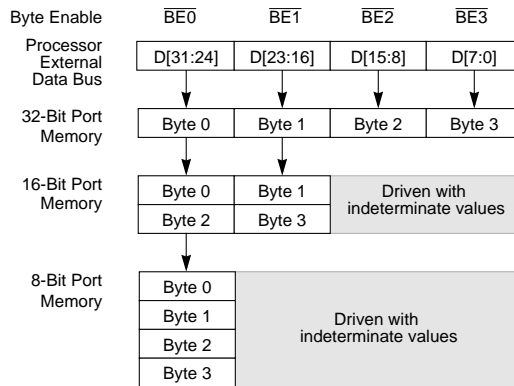 Byte Enable BE0 BE1 BE2 BE3
Processor
External
Data Bus
D[31:24] D[23:16] D[15:8] D[7:0]
32-Bit Port
Memory
Byte 0 Byte 1 Byte 2 Byte 3
16-Bit Port
Memory
Byte 0 Byte 1
Byte 2 Byte 3
Driven with
indeterminate values
8-Bit Port
Memory
Byte 0
Byte 1
Byte 2
Byte 3
Driven with
indeterminate values